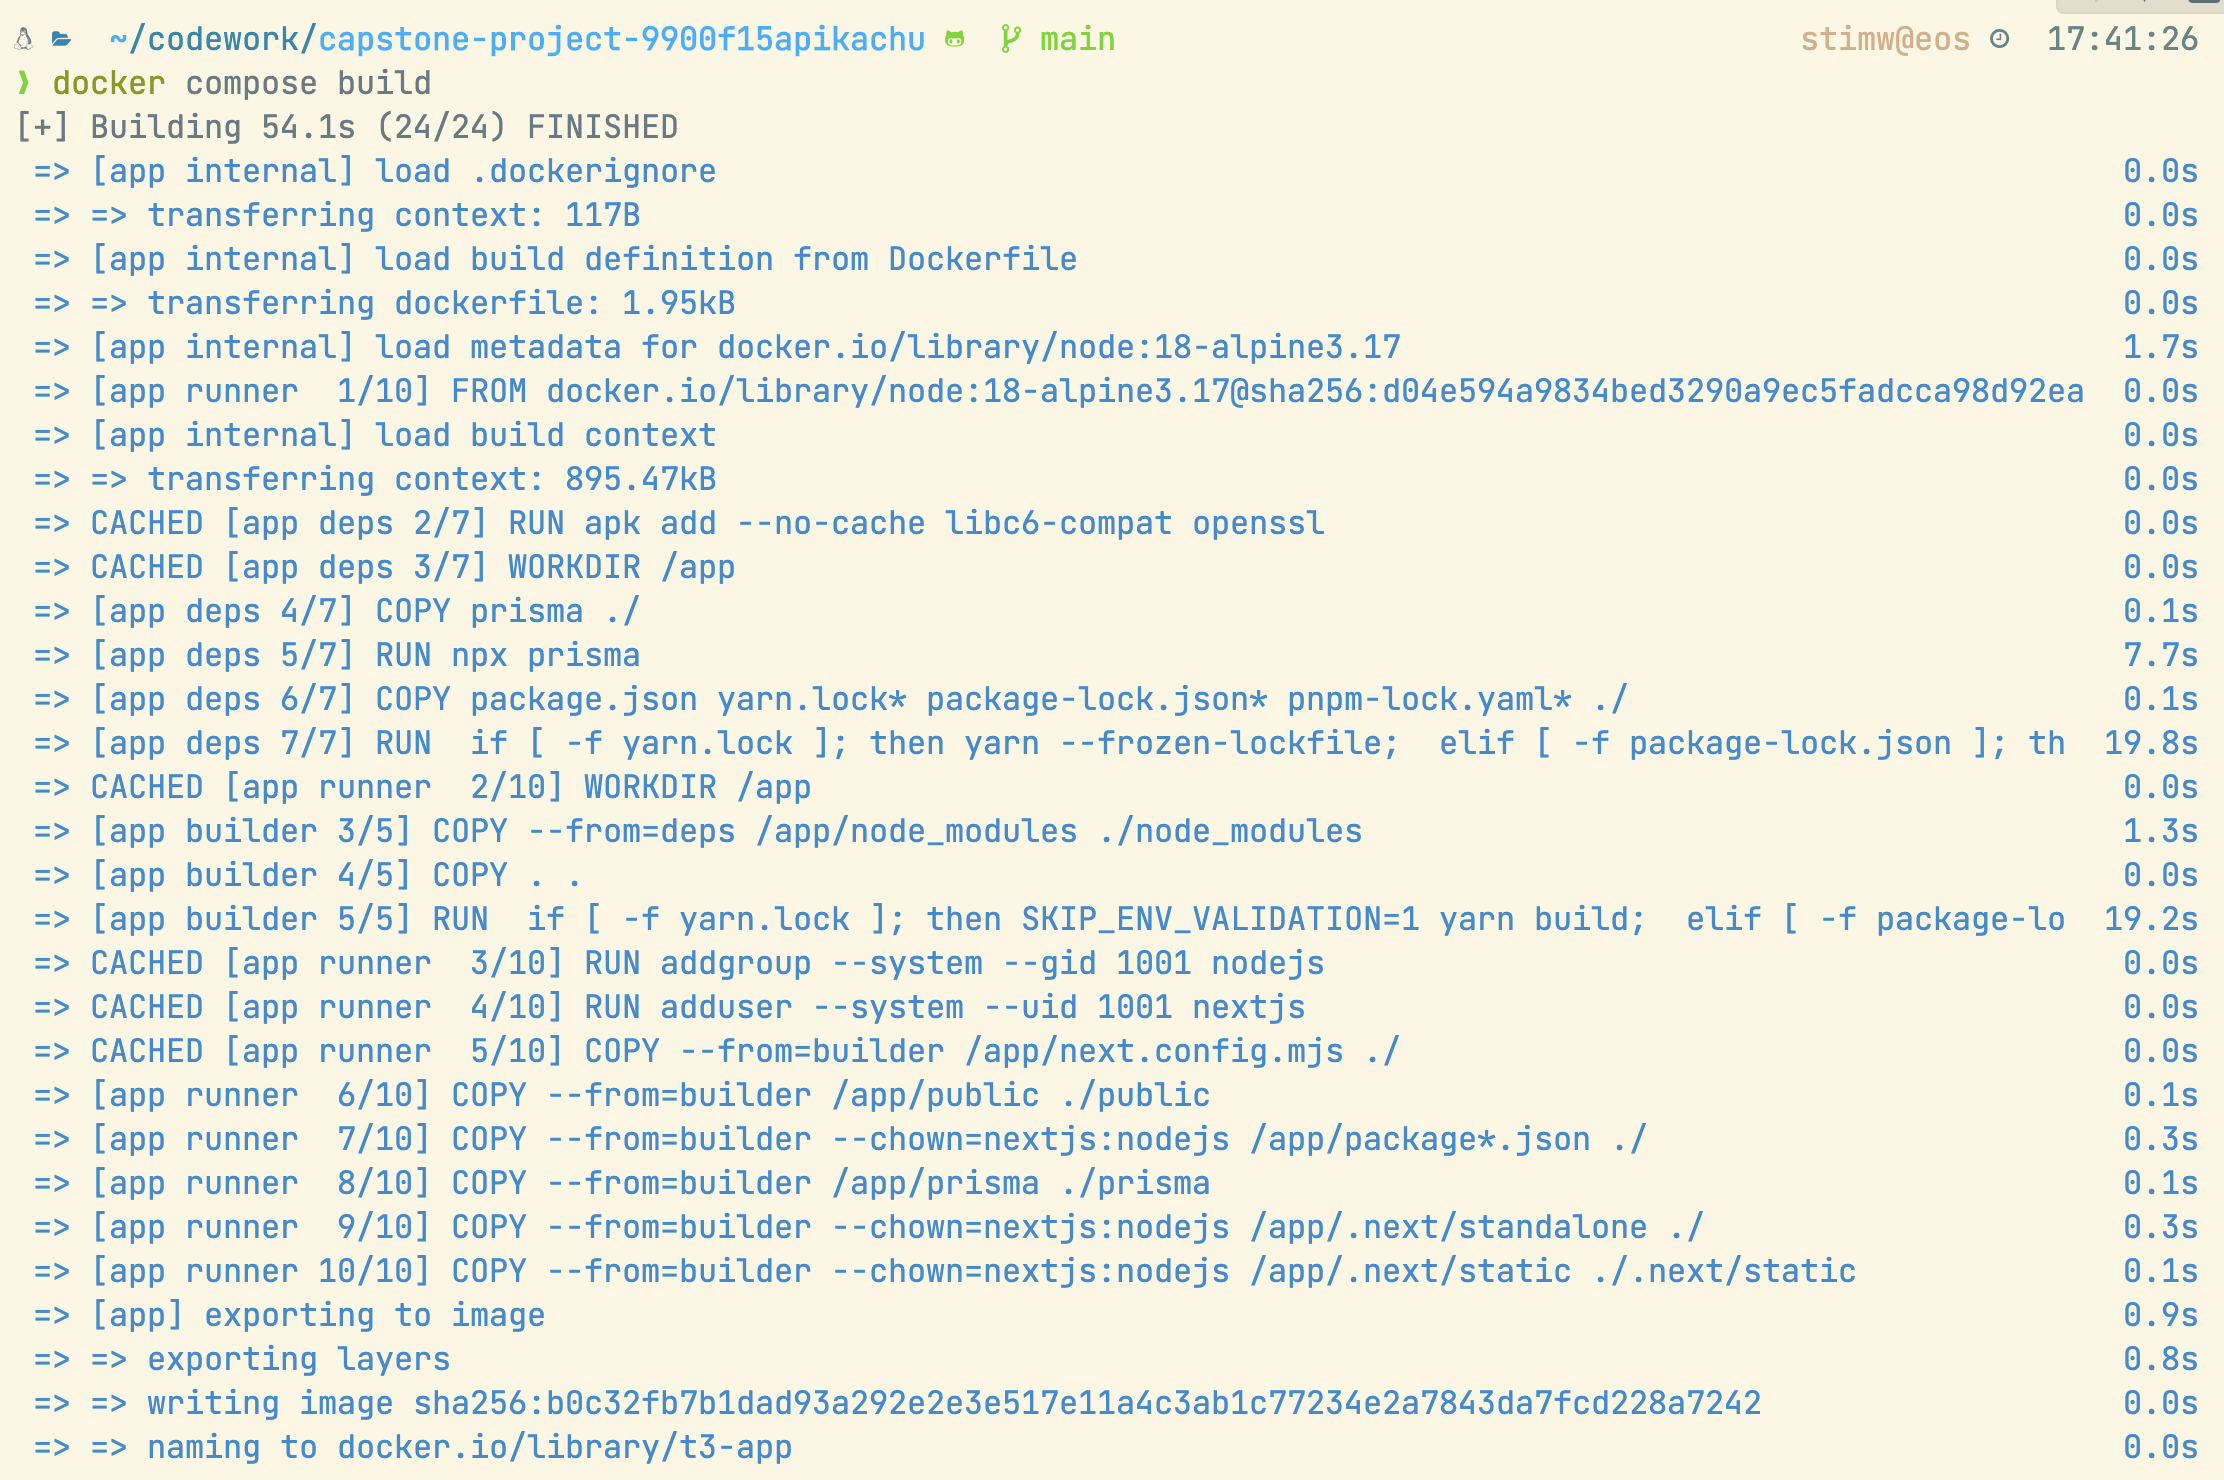 ~/codework/capstone-project-9900f15apikachu main stimw@eos 17:41:26
❯ docker compose build
[+] Building 54.1s (24/24) FINISHED
=> [app internal] load .dockerignore 0.0s
=> => transferring context: 117B 0.0s
=> [app internal] load build definition from Dockerfile 0.0s
=> => transferring dockerfile: 1.95kB 0.0s
=> [app internal] load metadata for docker.io/library/node:18-alpine3.17 1.7s
=> [app runner  1/10] FROM docker.io/library/node:18-alpine3.17@sha256:d04e594a9834bed3290a9ec5fadcca98d92ea 0.0s
=> [app internal] load build context 0.0s
=> => transferring context: 895.47kB 0.0s
=> CACHED [app deps 2/7] RUN apk add --no-cache libc6-compat openssl 0.0s
=> CACHED [app deps 3/7] WORKDIR /app 0.0s
=> [app deps 4/7] COPY prisma ./ 0.1s
=> [app deps 5/7] RUN npx prisma 7.7s
=> [app deps 6/7] COPY package.json yarn.lock* package-lock.json* pnpm-lock.yaml* ./ 0.1s
=> [app deps 7/7] RUN  if [ -f yarn.lock ]; then yarn --frozen-lockfile;  elif [ -f package-lock.json ]; th 19.8s
=> CACHED [app runner  2/10] WORKDIR /app 0.0s
=> [app builder 3/5] COPY --from=deps /app/node_modules ./node_modules 1.3s
=> [app builder 4/5] COPY . . 0.0s
=> [app builder 5/5] RUN  if [ -f yarn.lock ]; then SKIP_ENV_VALIDATION=1 yarn build;  elif [ -f package-lo 19.2s
=> CACHED [app runner  3/10] RUN addgroup --system --gid 1001 nodejs 0.0s
=> CACHED [app runner  4/10] RUN adduser --system --uid 1001 nextjs 0.0s
=> CACHED [app runner  5/10] COPY --from=builder /app/next.config.mjs ./ 0.0s
=> [app runner  6/10] COPY --from=builder /app/public ./public 0.1s
=> [app runner  7/10] COPY --from=builder --chown=nextjs:nodejs /app/package*.json ./ 0.3s
=> [app runner  8/10] COPY --from=builder /app/prisma ./prisma 0.1s
=> [app runner  9/10] COPY --from=builder --chown=nextjs:nodejs /app/.next/standalone ./ 0.3s
=> [app runner 10/10] COPY --from=builder --chown=nextjs:nodejs /app/.next/static ./.next/static 0.1s
=> [app] exporting to image 0.9s
=> => exporting layers 0.8s
=> => writing image sha256:b0c32fb7b1dad93a292e2e3e517e11a4c3ab1c77234e2a7843da7fcd228a7242 0.0s
=> => naming to docker.io/library/t3-app 0.0s